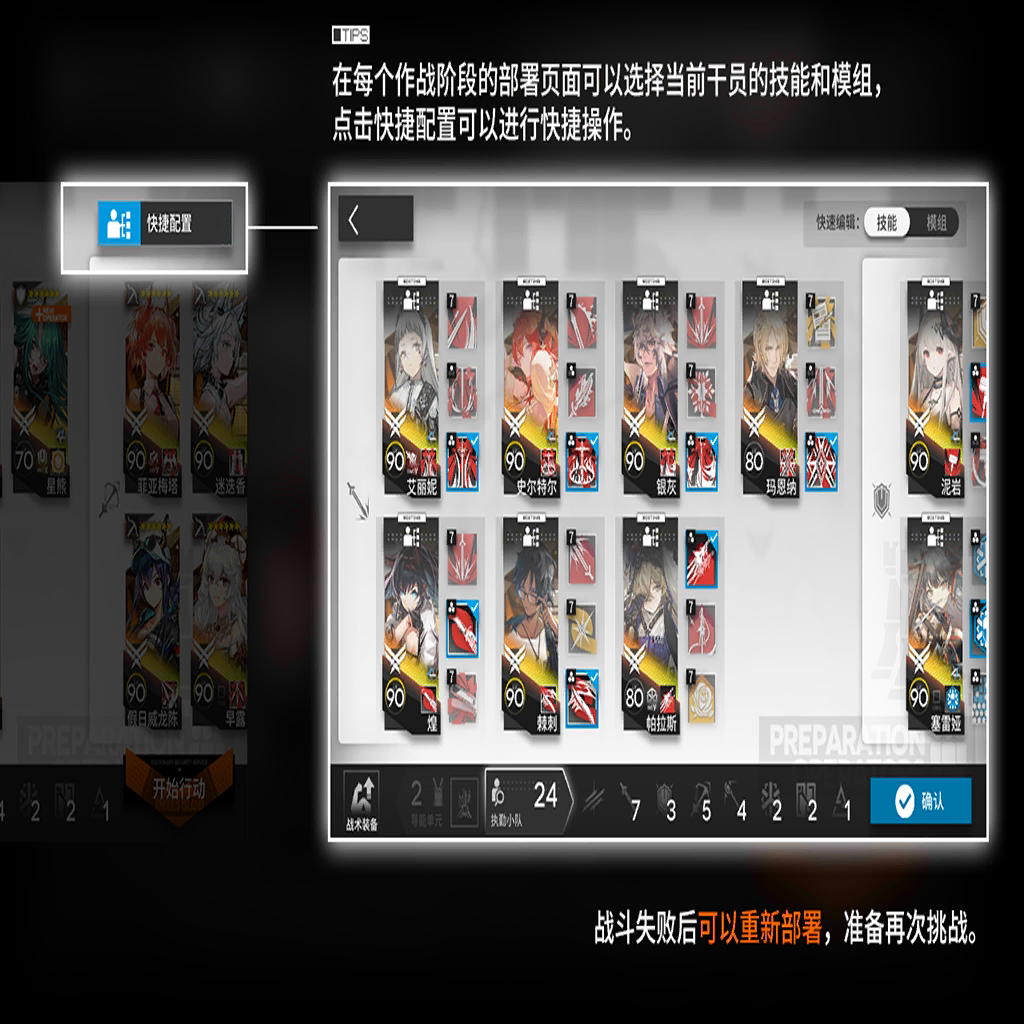 TIPS
在每个作战阶段的部署页面可以选择当前干员的技能和模组，
点击快捷配置可以进行快捷操作。
快捷配置
快速编辑：
技能
模组
70
星熊
90
菲亚梅塔
90
迷迭香
90
艾丽妮
90
史尔特尔
90
银灰
80
玛恩纳
90
泥岩
90
假日威龙陈
90
早露
90
煌
90
棘刺
80
帕拉斯
90
塞雷娅
PREPARATION
PREPARATION
开始行动
4 2 2 1
战术装备
2
导能单元
执勤小队
24
7 3 5 4 2 2 1
确认
战斗失败后可以重新部署，准备再次挑战。